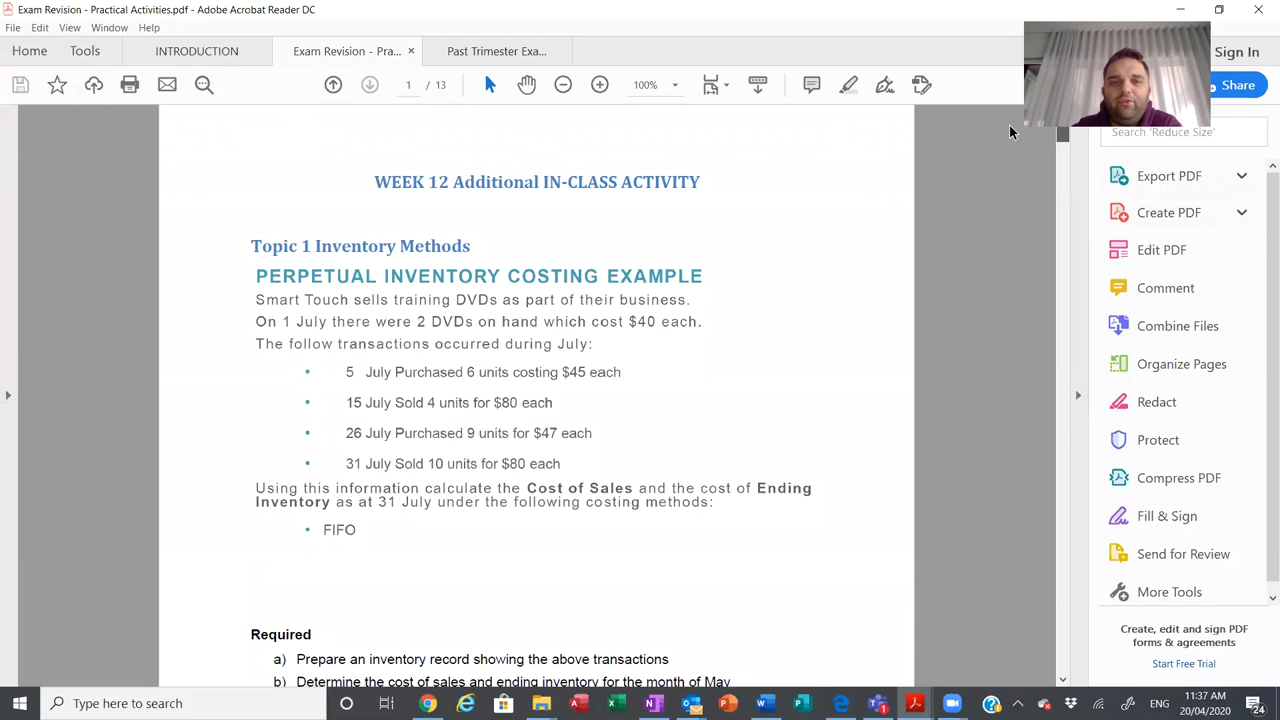 Exam Revision - Practical Activities.pdf - Adobe Acrobat Reader DC
File Edit View Window Help
Home Tools INTRODUCTION Exam Revision - Pra... × Past Trimester Exa... Sign In
1 / 13 100% Share
Search 'Reduce Size'
Export PDF
Create PDF
Edit PDF
Comment
Combine Files
Organize Pages
Redact
Protect
Compress PDF
Fill & Sign
Send for Review
More Tools
Create, edit and sign PDF
forms & agreements
Start Free Trial
WEEK 12 Additional IN-CLASS ACTIVITY
Topic 1 Inventory Methods
PERPETUAL INVENTORY COSTING EXAMPLE
Smart Touch sells training DVDs as part of their business.
On 1 July there were 2 DVDs on hand which cost $40 each.
The follow transactions occurred during July:
• 5 July Purchased 6 units costing $45 each
• 15 July Sold 4 units for $80 each
• 26 July Purchased 9 units for $47 each
• 31 July Sold 10 units for $80 each
Using this information calculate the Cost of Sales and the cost of Ending
Inventory as at 31 July under the following costing methods:
• FIFO
Required
a) Prepare an inventory record showing the above transactions
b) Determine the cost of sales and ending inventory for the month of May
Type here to search
ENG
11:37 AM
20/04/2020
24